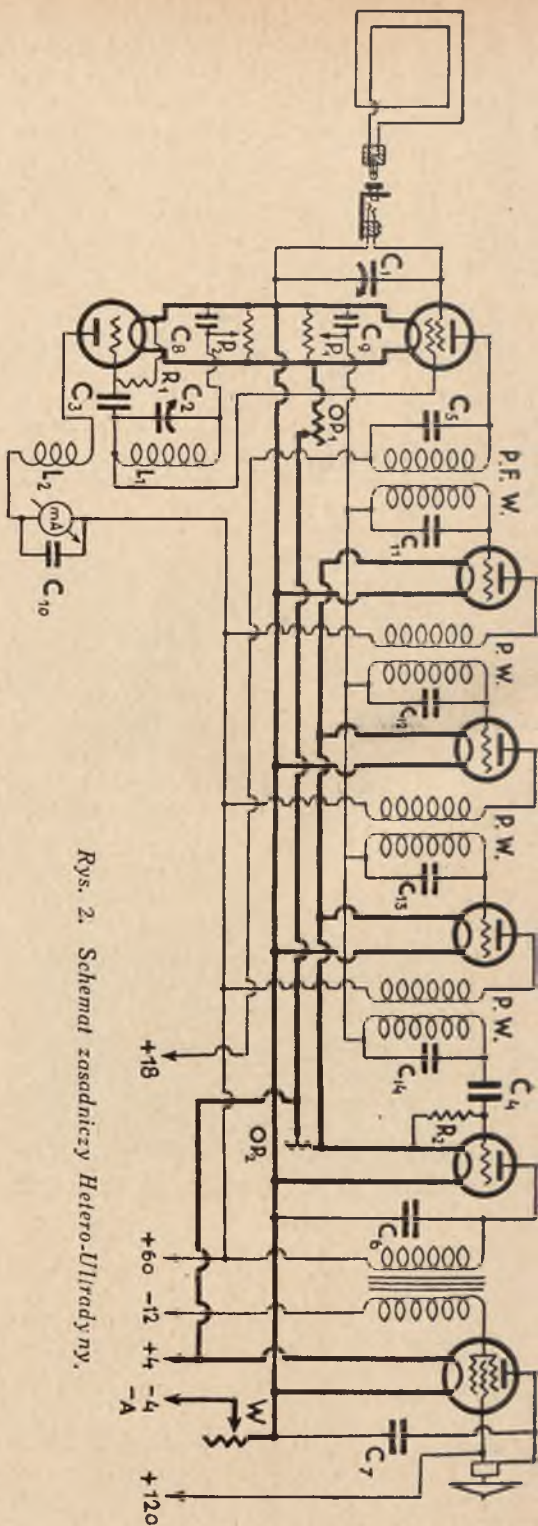 C₁
C₂
C₃
R₁
C₈
P₂
P₁
C₉
OP₁
L₁
L₂
mA
C₁₀
C₅
P.F.W.
C₁₁
P.W.
C₁₂
P.W.
C₁₃
P.W.
C₁₄
C₄
R₂
OP₂
C₆
C₇
W
+18
+60
-12
+4
-4
-A
+120
Rys. 2. Schemat zasadniczy Hetero-Ultradyny.